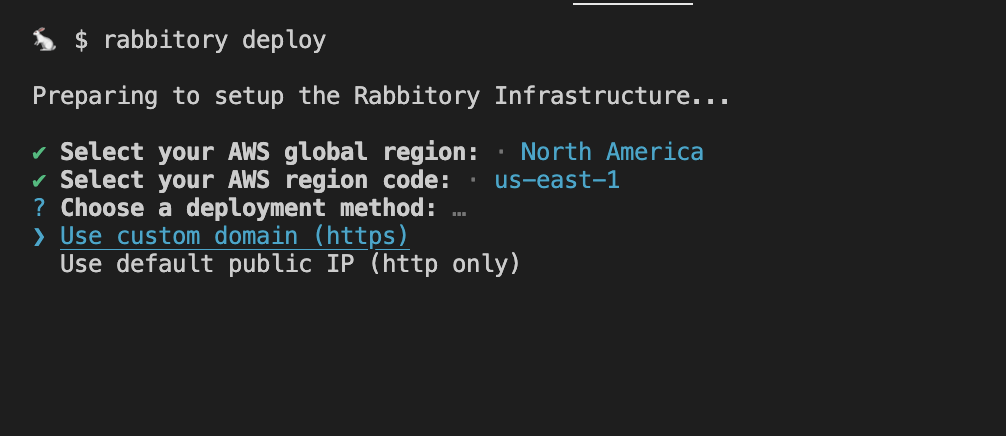 🐇 $ rabbitory deploy
Preparing to setup the Rabbitory Infrastructure...
✔ Select your AWS global region: · North America
✔ Select your AWS region code: · us-east-1
? Choose a deployment method: …
❯ Use custom domain (https)
Use default public IP (http only)